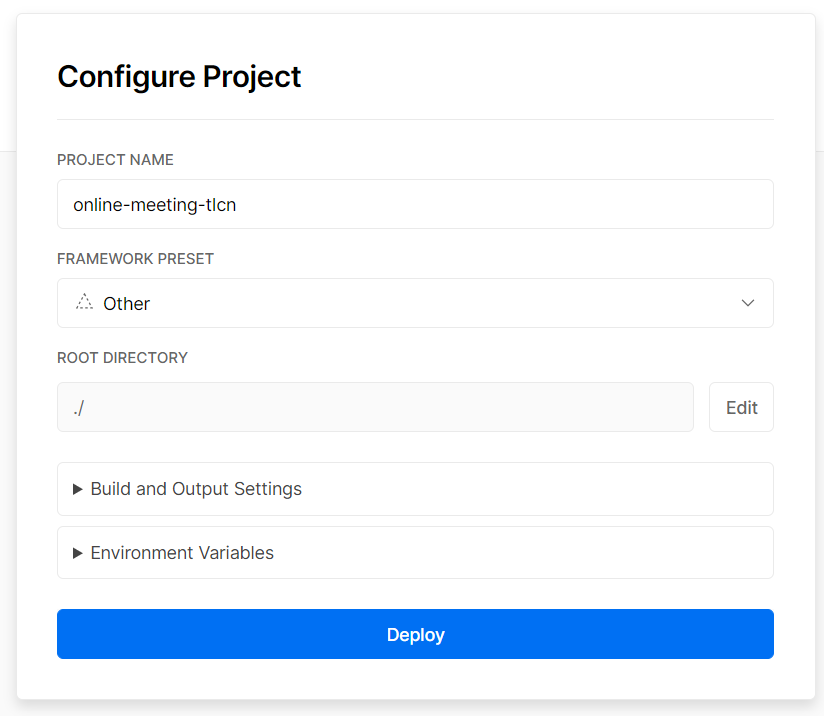 Configure Project
PROJECT NAME
online-meeting-tlcn
FRAMEWORK PRESET
Other
ROOT DIRECTORY
./
Edit
Build and Output Settings
Environment Variables
Deploy